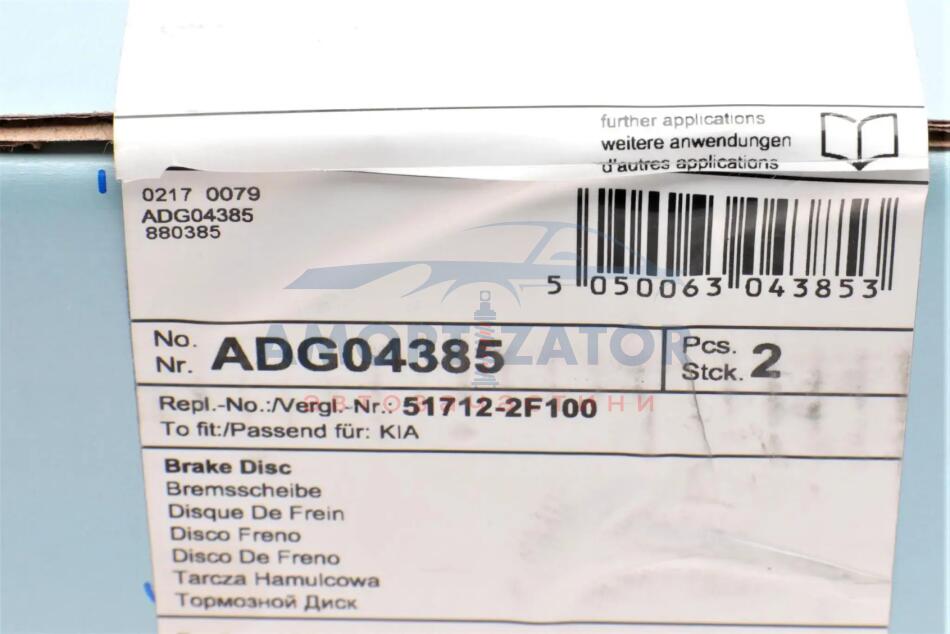 further applications
weitere anwendungen
d'autres applications
0217 0079
ADG04385
880385
5 050063 043853
AMORTIZATOR
автозапчастини
No.
Nr. ADG04385
Pcs.
Stck. 2
Repl.-No.:/Vergl.-Nr.: 51712-2F100
To fit:/Passend für: KIA
Brake Disc
Bremsscheibe
Disque De Frein
Disco Freno
Disco De Freno
Tarcza Hamulcowa
Тормозной Диск